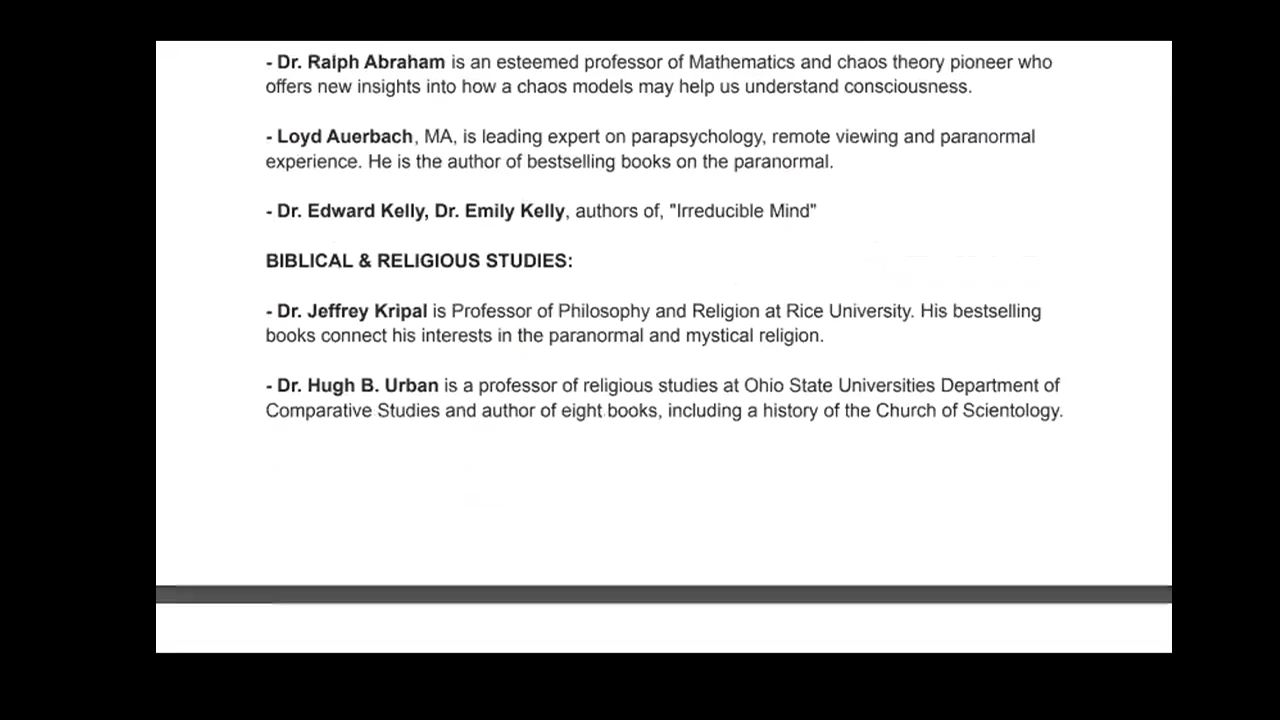 - Dr. Ralph Abraham is an esteemed professor of Mathematics and chaos theory pioneer who
offers new insights into how a chaos models may help us understand consciousness.
- Loyd Auerbach, MA, is leading expert on parapsychology, remote viewing and paranormal
experience. He is the author of bestselling books on the paranormal.
- Dr. Edward Kelly, Dr. Emily Kelly, authors of, "Irreducible Mind"
BIBLICAL & RELIGIOUS STUDIES:
- Dr. Jeffrey Kripal is Professor of Philosophy and Religion at Rice University. His bestselling
books connect his interests in the paranormal and mystical religion.
- Dr. Hugh B. Urban is a professor of religious studies at Ohio State Universities Department of
Comparative Studies and author of eight books, including a history of the Church of Scientology.